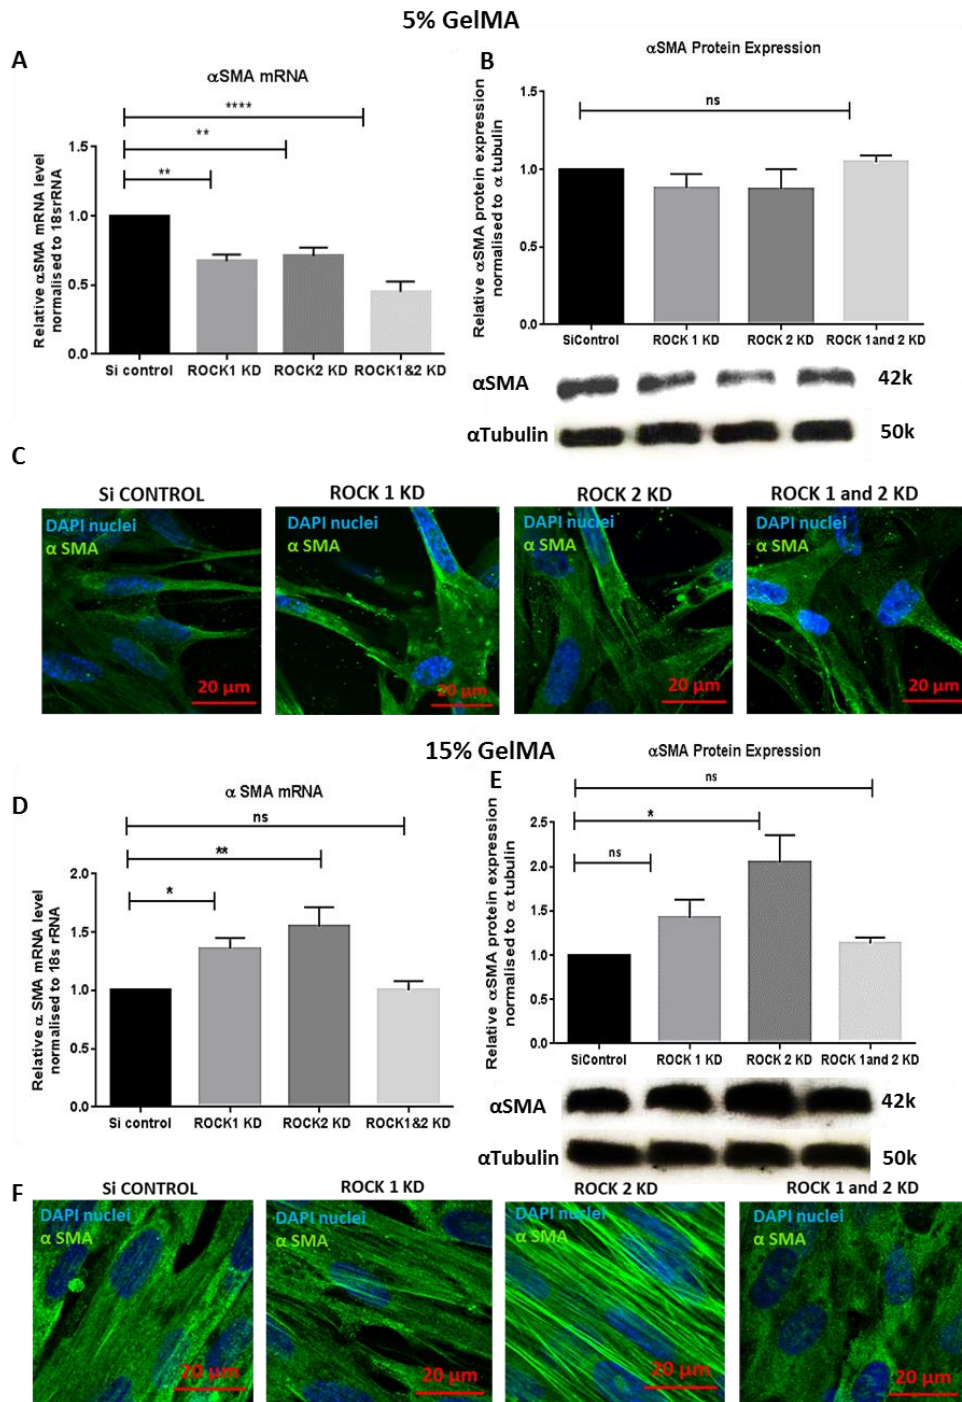 5% GelMA
A
αSMA mRNA
****
**
**
Relative αSMA mRNA level
normalised to 18srRNA
1.5
1.0
0.5
0.0
Si control
ROCK1 KD
ROCK2 KD
ROCK1&2 KD
B
αSMA Protein Expression
ns
Relative αSMA protein expression
normalised to α tubulin
1.5
1.0
0.5
0.0
SiControl
ROCK 1 KD
ROCK 2 KD
ROCK 1and 2 KD
αSMA
42k
αTubulin
50k
C
Si CONTROL
DAPI nuclei
α SMA
20 µm
ROCK 1 KD
DAPI nuclei
α SMA
20 µm
ROCK 2 KD
DAPI nuclei
α SMA
20 µm
ROCK 1 and 2 KD
DAPI nuclei
α SMA
20 µm
15% GelMA
D
α SMA mRNA
ns
**
*
Relative α SMA mRNA level
normalised to 18s rRNA
2.0
1.5
1.0
0.5
0.0
Si control
ROCK1 KD
ROCK2 KD
ROCK1&2 KD
E
αSMA Protein Expression
ns
*
ns
Relative αSMA protein expression
normalised to α tubulin
2.5
2.0
1.5
1.0
0.5
0.0
SiControl
ROCK 1 KD
ROCK 2 KD
ROCK 1and 2 KD
αSMA
42k
αTubulin
50k
F
Si CONTROL
DAPI nuclei
α SMA
20 µm
ROCK 1 KD
DAPI nuclei
α SMA
20 µm
ROCK 2 KD
DAPI nuclei
α SMA
20 µm
ROCK 1 and 2 KD
DAPI nuclei
α SMA
20 µm